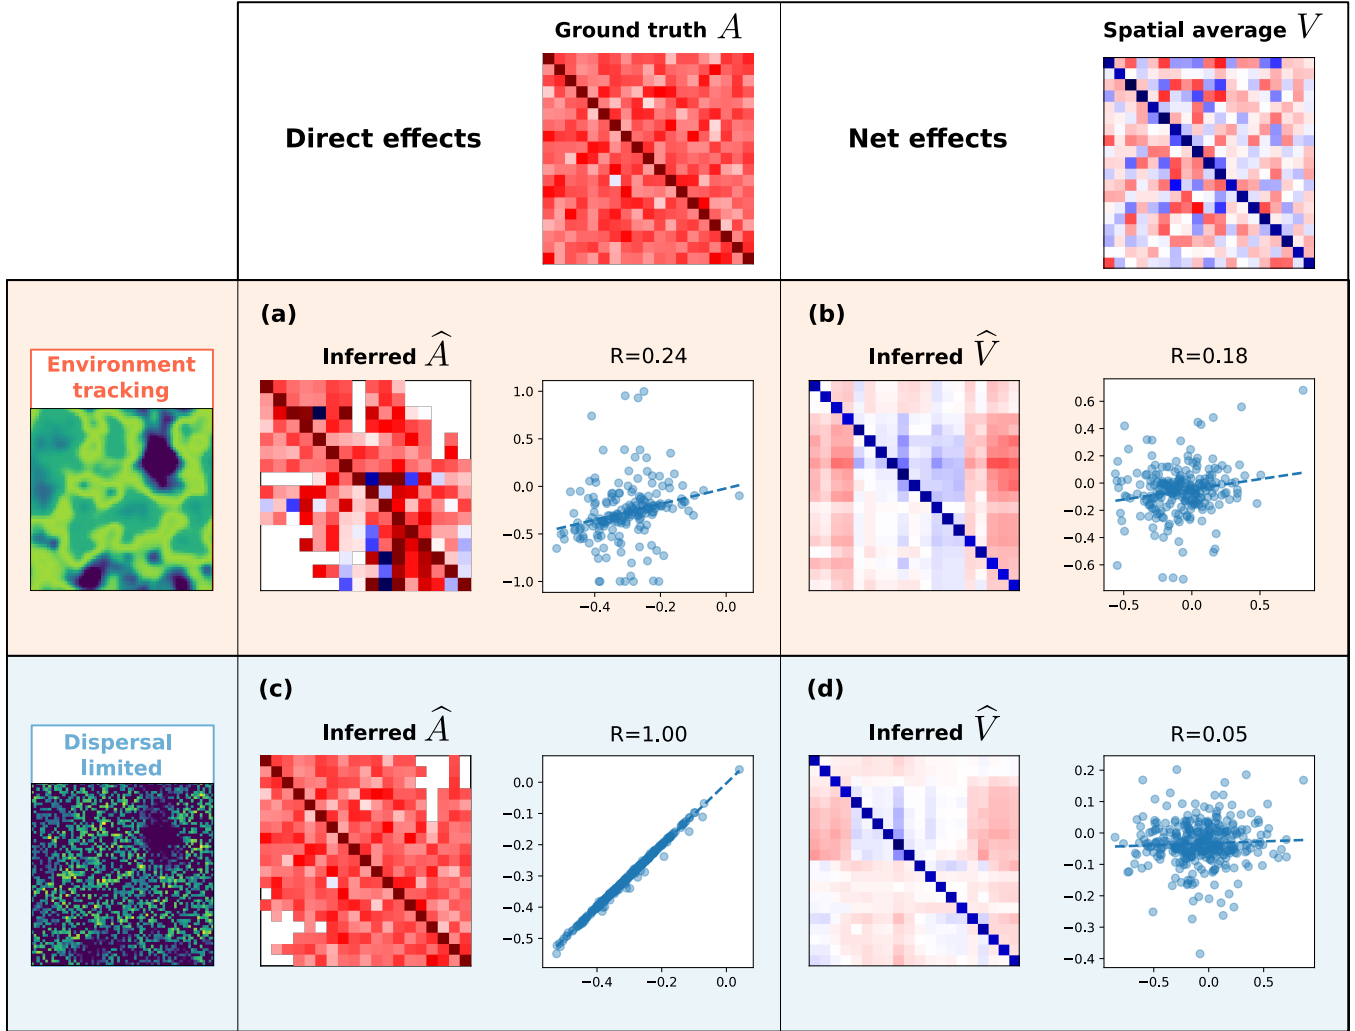 Ground truth A
Spatial average V
Direct effects
Net effects
(a)
(b)
Environment
tracking
Inferred Â
R=0.24
Inferred V̂
R=0.18
1.0
0.5
0.0
−0.5
−1.0
−0.4
−0.2
0.0
0.6
0.4
0.2
0.0
−0.2
−0.4
−0.6
−0.5
0.0
0.5
(c)
(d)
Dispersal
limited
Inferred Â
R=1.00
Inferred V̂
R=0.05
0.0
−0.1
−0.2
−0.3
−0.4
−0.5
−0.4
−0.2
0.0
0.2
0.1
0.0
−0.1
−0.2
−0.3
−0.4
−0.5
0.0
0.5